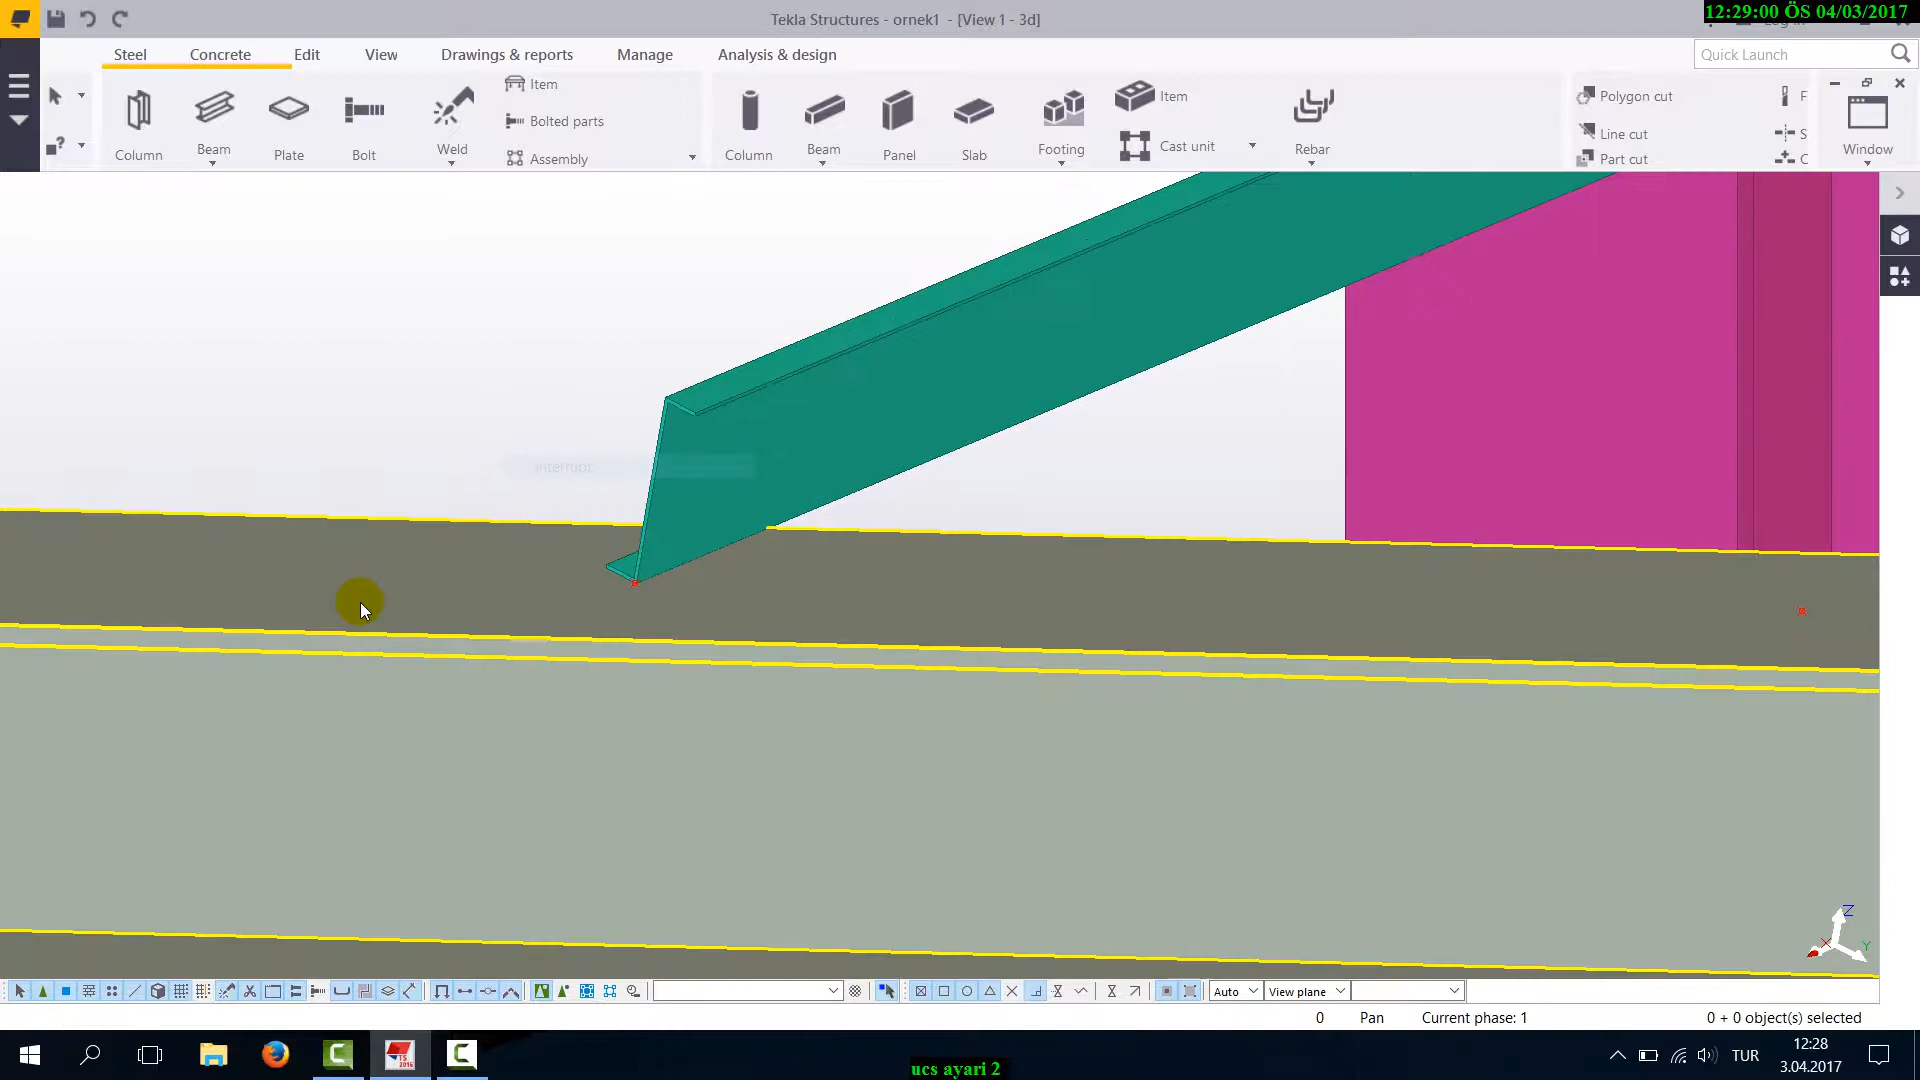 Tekla Structures - ornek1 - [View 1 - 3d]
12:29:00 ÖS 04/03/2017
Steel
Concrete
Edit
View
Drawings & reports
Manage
Analysis & design
Quick Launch
Item
Bolted parts
Assembly
Column
Beam
Plate
Bolt
Weld
Column
Beam
Panel
Slab
Footing
Item
Cast unit
Rebar
Polygon cut
Line cut
Part cut
F
S
C
Window
Interrupt
Z
Y
X
Auto
View plane
0
Pan
Current phase: 1
0 + 0 object(s) selected
TS
2016
TUR
12:28
3.04.2017
ucs ayari 2